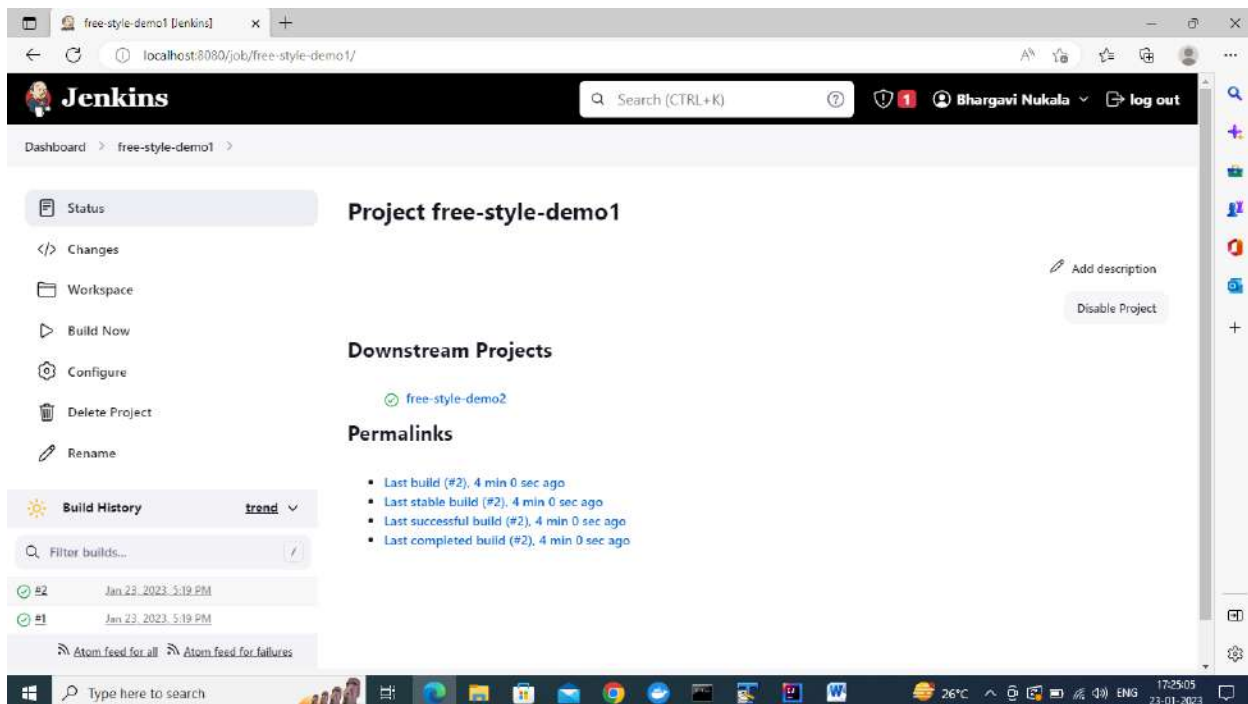 free-style-demo1 [Jenkins]
localhost:8080/job/free-style-demo1/
Jenkins
Search (CTRL+K)
1
Bhargavi Nukala
log out
Dashboard > free-style-demo1 >
Status
Changes
Workspace
Build Now
Configure
Delete Project
Rename
Build History
trend
Filter builds...
/
#2 Jan 23, 2023, 5:19 PM
#1 Jan 23, 2023, 5:19 PM
Atom feed for all Atom feed for failures
Project free-style-demo1
Add description
Disable Project
Downstream Projects
free-style-demo2
Permalinks
Last build (#2), 4 min 0 sec ago
Last stable build (#2), 4 min 0 sec ago
Last successful build (#2), 4 min 0 sec ago
Last completed build (#2), 4 min 0 sec ago
Type here to search
26°C
ENG
17:25:05
23-01-2023